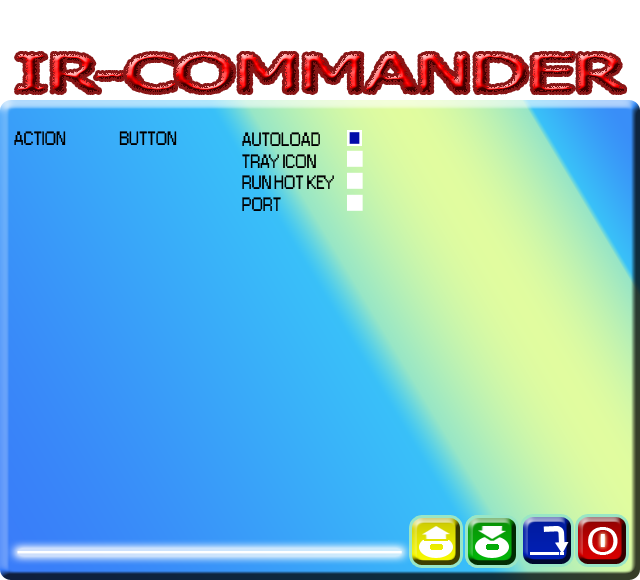 IR-COMMANDER
ACTION BUTTON AUTOLOAD
TRAY ICON
RUN HOT KEY
PORT